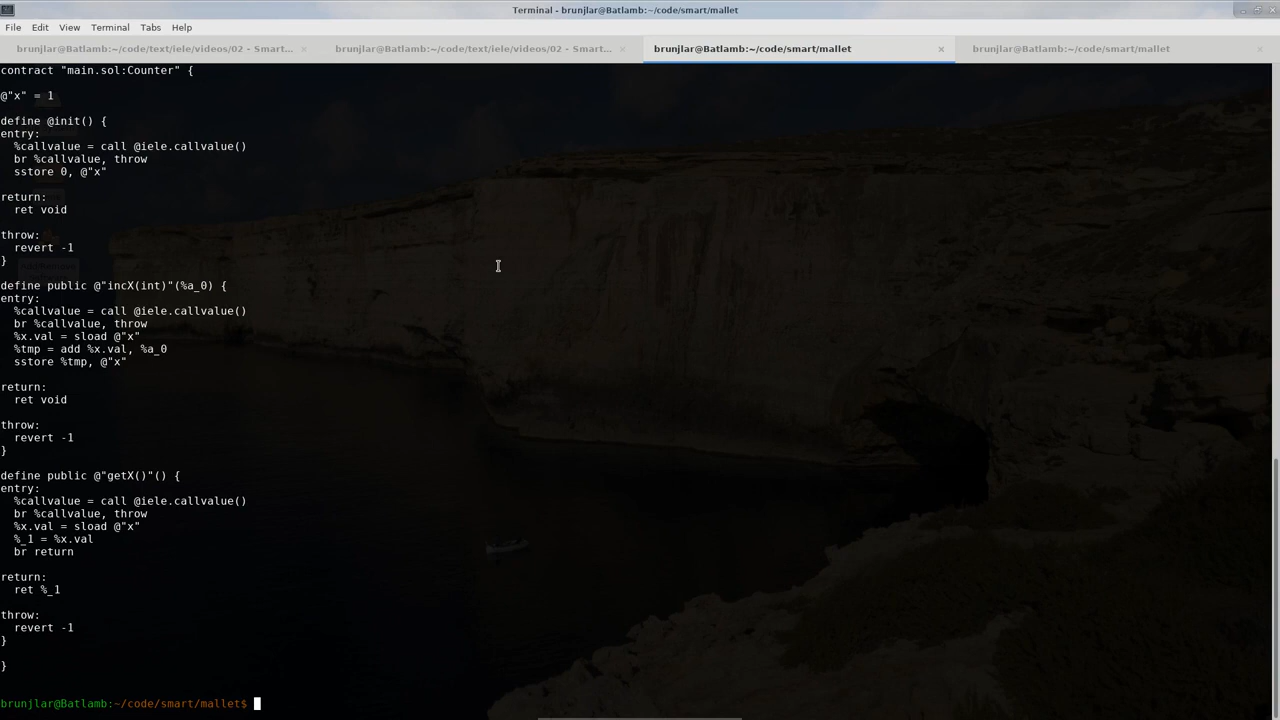 Terminal - brunjlar@Batlamb:~/code/smart/mallet
File Edit View Terminal Tabs Help
brunjlar@Batlamb:~/code/text/iele/videos/02 - Smart... × brunjlar@Batlamb:~/code/text/iele/videos/02 - Smart... × brunjlar@Batlamb:~/code/smart/mallet × brunjlar@Batlamb:~/code/smart/mallet ×
contract "main.sol:Counter" {
@"x" = 1
define @init() {
entry:
%callvalue = call @iele.callvalue()
br %callvalue, throw
sstore 0, @"x"
return:
ret void
throw:
revert -1
}
define public @"incX(int)"(%a_0) {
entry:
%callvalue = call @iele.callvalue()
br %callvalue, throw
%x.val = sload @"x"
%tmp = add %x.val, %a_0
sstore %tmp, @"x"
return:
ret void
throw:
revert -1
}
define public @"getX()"() {
entry:
%callvalue = call @iele.callvalue()
br %callvalue, throw
%x.val = sload @"x"
%_1 = %x.val
br return
return:
ret %_1
throw:
revert -1
}
}
brunjlar@Batlamb:~/code/smart/mallet$